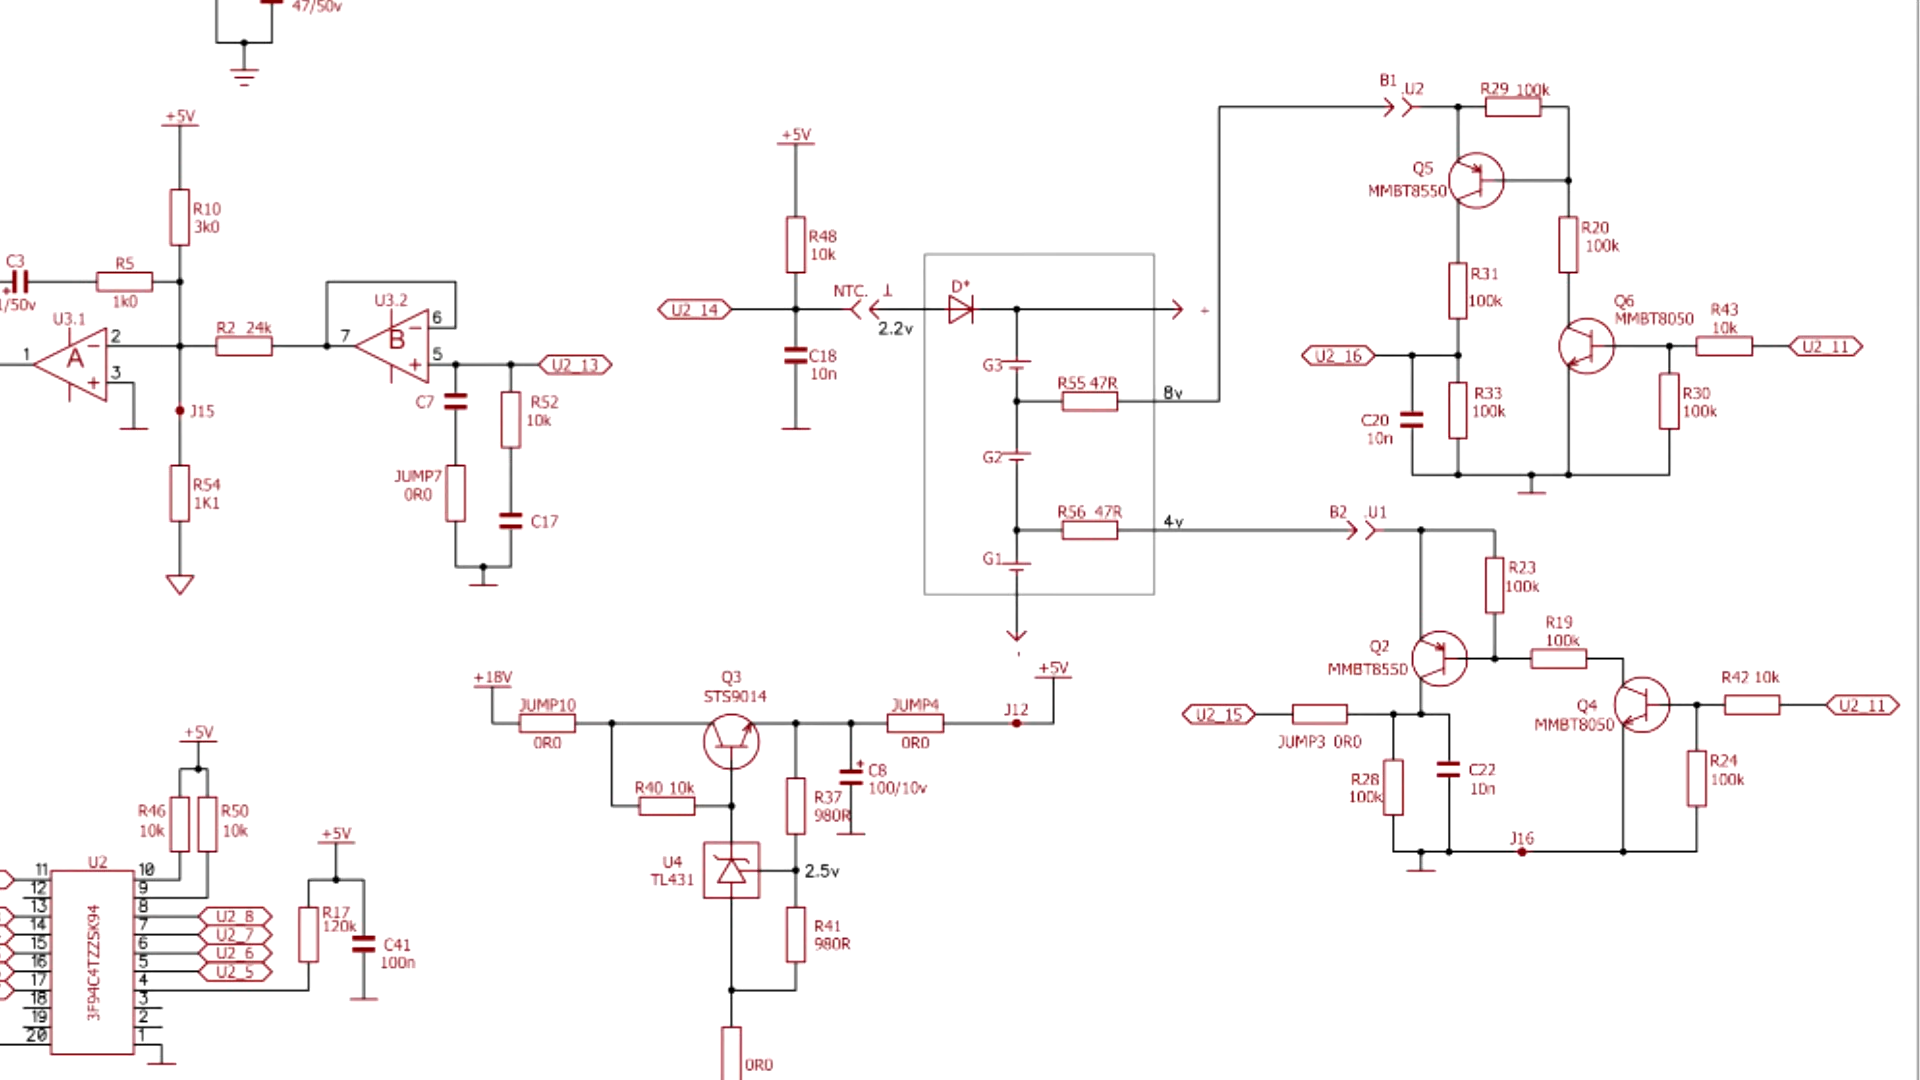 47/50v
+5V
R10
3k0
C3
R5
1/50v
1k0
U3.1
A
1
2
3
R2 24k
U3.2
B
7
6
5
U2_13
J15
R54
1K1
C7
R52
10k
JUMP7
0R0
C17
+5V
R48
10k
U2_14
NTC.
2.2v
C18
10n
D*
+
G3
R55 47R
8v
G2
R56 47R
4v
G1
B1
.U2
R29 100k
Q5
MMBT8550
R20
100k
R31
100k
Q6
MMBT8050
R43
10k
U2_11
U2_16
R33
100k
C20
10n
R30
100k
B2
.U1
R23
100k
R19
100k
Q2
MMBT8550
Q4
MMBT8050
R42 10k
U2_11
U2_15
JUMP3 0R0
R28
100k
C22
10n
R24
100k
J16
+18V
JUMP10
0R0
Q3
STS9014
JUMP4
0R0
J12
+5V
R40 10k
C8
100/10v
R37
980R
U4
TL431
2.5v
R41
980R
0R0
+5V
R46
10k
R50
10k
+5V
U2
3F94C4TZZSK94
11
12
13
14
15
16
17
18
19
20
10
9
8
7
6
5
4
3
2
1
U2_8
U2_7
U2_6
U2_5
R17
120k
C41
100n